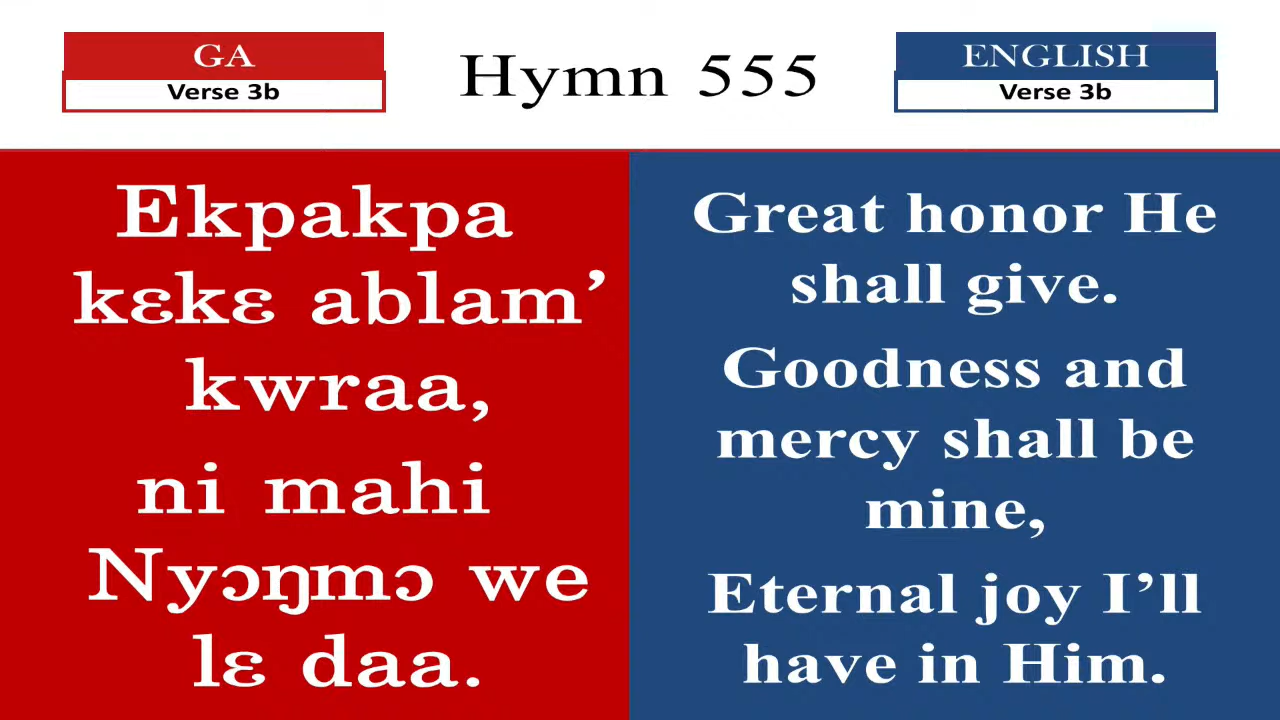 GA
Verse 3b
Hymn 555
ENGLISH
Verse 3b
Ekpakpa
kɛkɛ ablam’
kwraa,
ni mahi
Nyɔŋmɔ we
lɛ daa.
Great honor He
shall give.
Goodness and
mercy shall be
mine,
Eternal joy I’ll
have in Him.